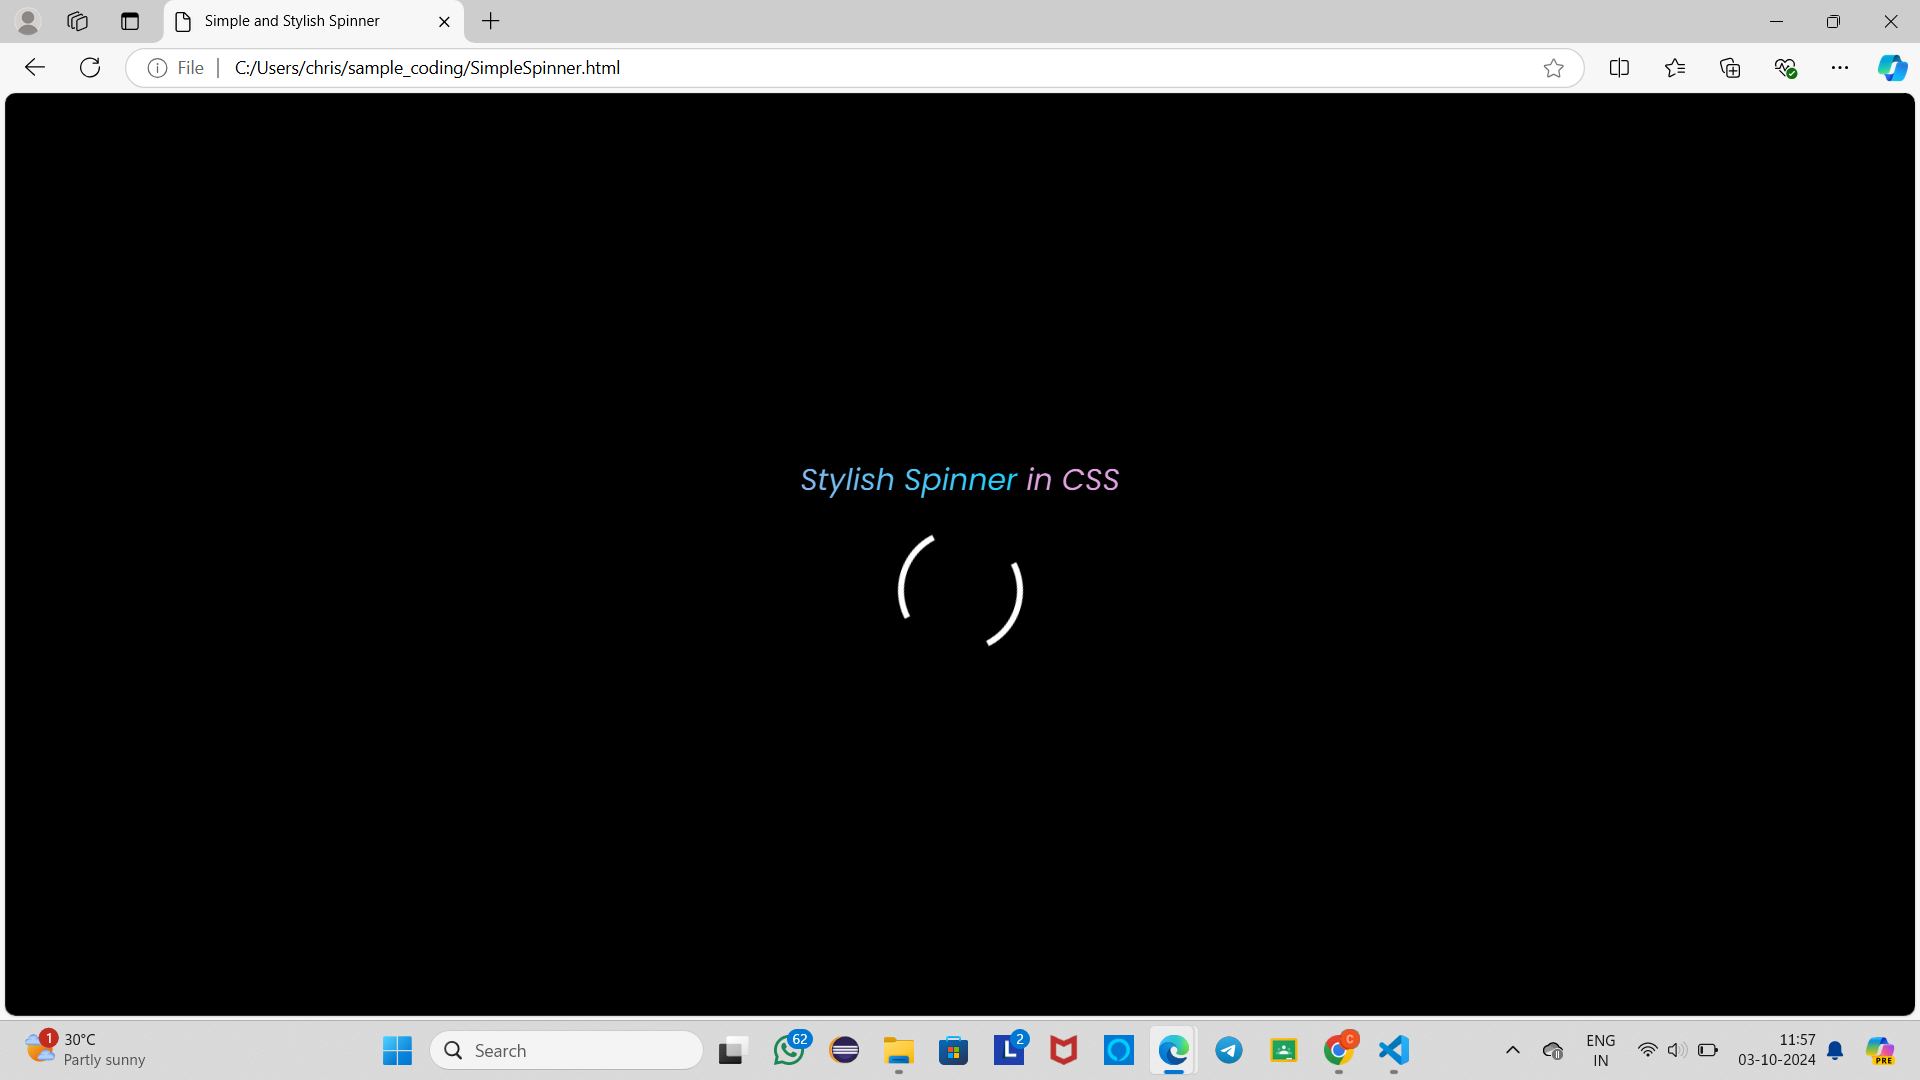 Simple and Stylish Spinner
File
C:/Users/chris/sample_coding/SimpleSpinner.html
Stylish Spinner in CSS
1
30°C
Partly sunny
Search
62
L
2
C
ENG
IN
11:57
03-10-2024
PRE